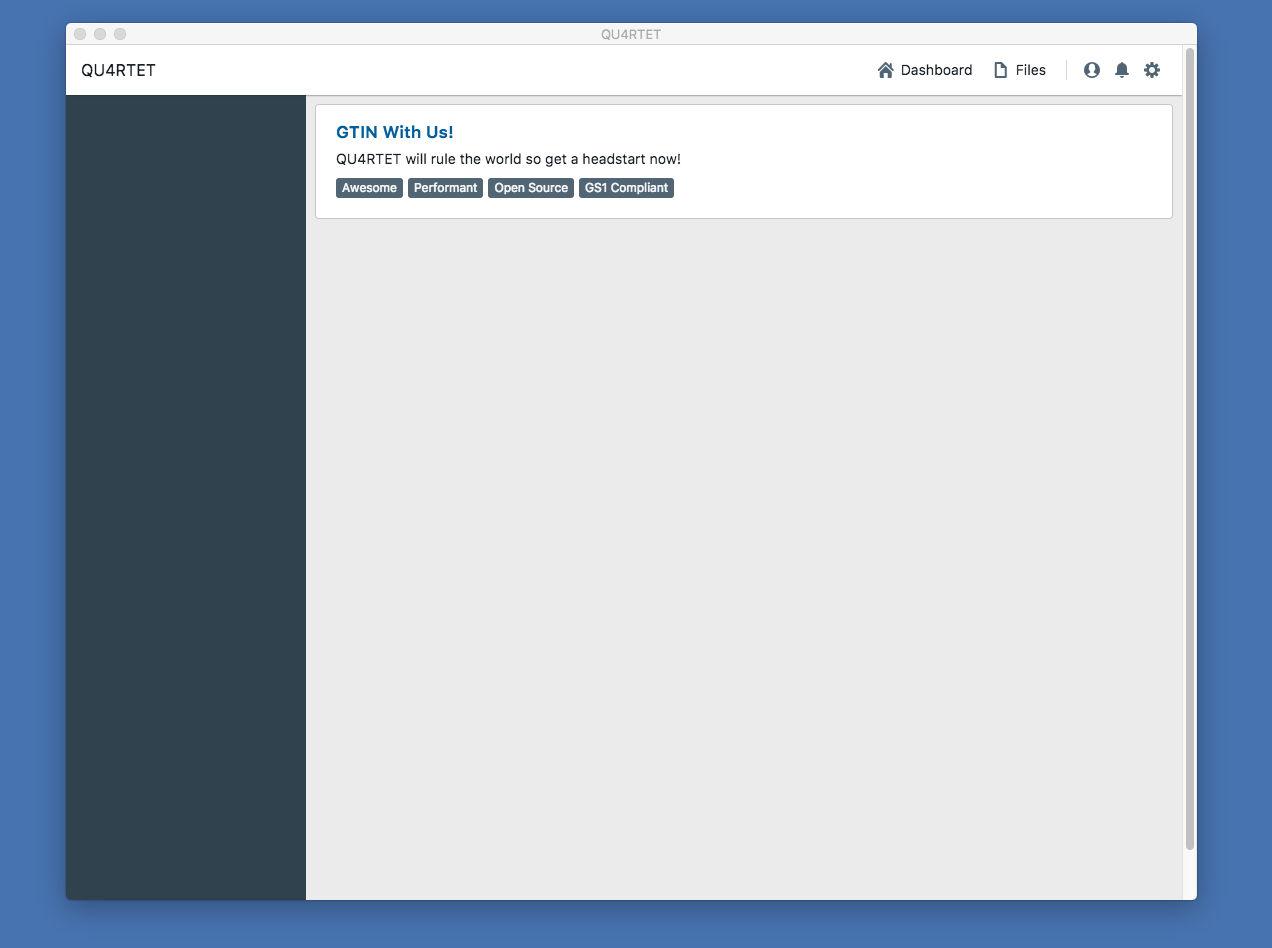 QU4RTET
QU4RTET Dashboard Files
GTIN With Us!
QU4RTET will rule the world so get a headstart now!
Awesome Performant Open Source GS1 Compliant